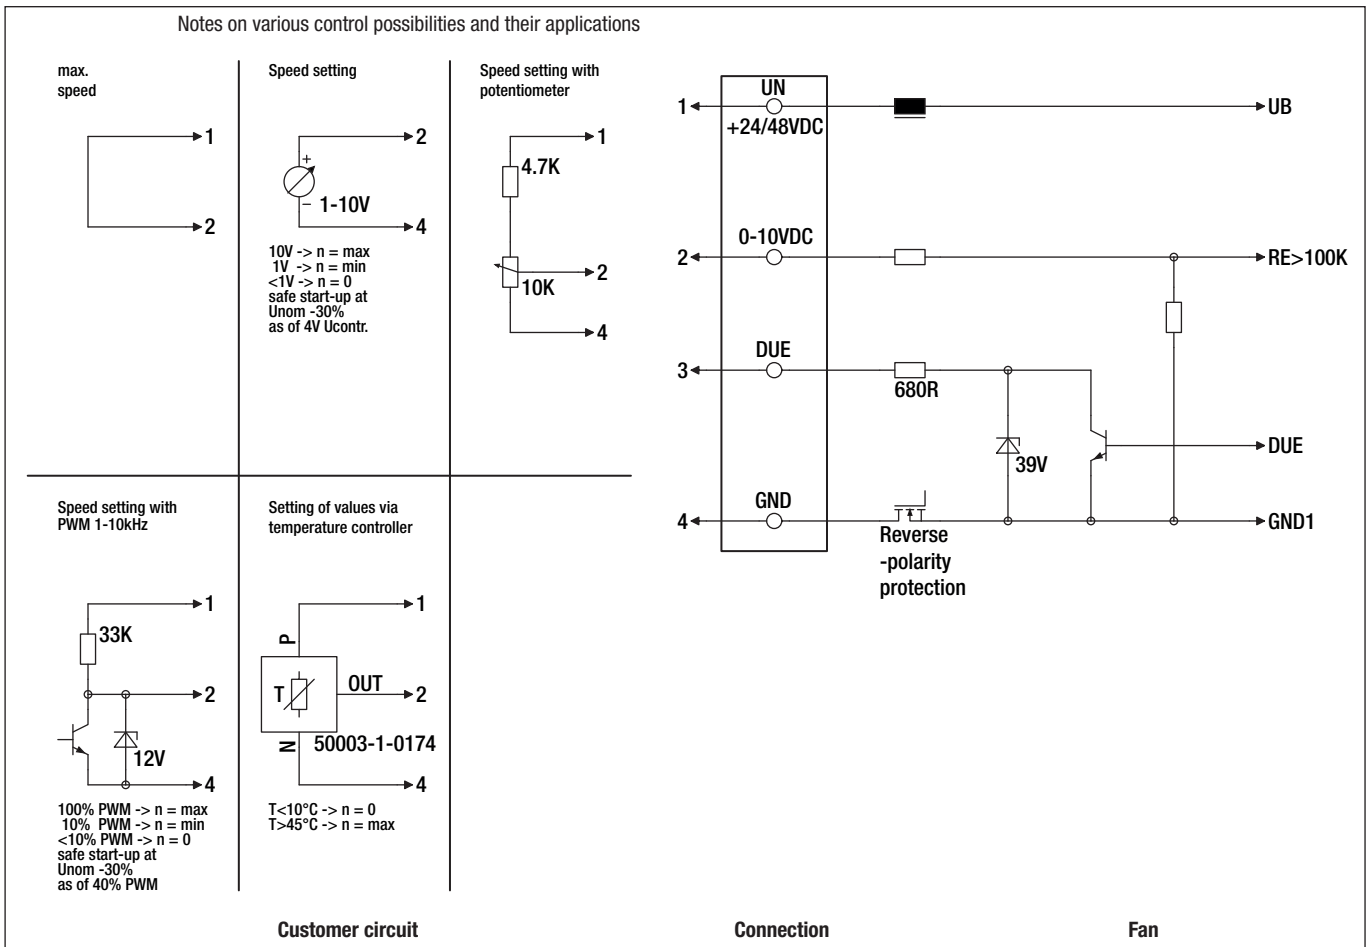 Notes on various control possibilities and their applications
max.
speed
1
2
Speed setting
2
+
– 1-10V
4
10V -> n = max
1V -> n = min
<1V -> n = 0
safe start-up at
Unom -30%
as of 4V Ucontr.
Speed setting with
potentiometer
1
4.7K
2
10K
4
Speed setting with
PWM 1-10kHz
1
33K
2
12V
4
100% PWM -> n = max
10% PWM -> n = min
<10% PWM -> n = 0
safe start-up at
Unom -30%
as of 40% PWM
Setting of values via
temperature controller
1
P
T
OUT
2
N
50003-1-0174
4
T<10°C -> n = 0
T>45°C -> n = max
1
UN
+24/48VDC
UB
0-10VDC
2
RE>100K
DUE
3
680R
39V
DUE
GND
4
GND1
Reverse
-polarity
protection
Customer circuit
Connection
Fan